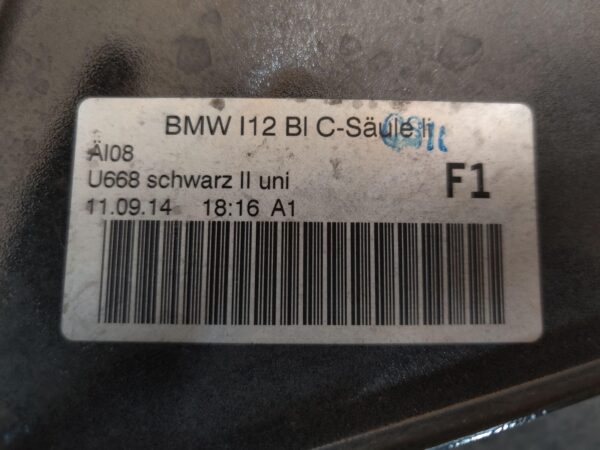 BMW I12 Bl C-Säule li
AI08
U668 schwarz II uni
F1
11.09.14 18:16 A1